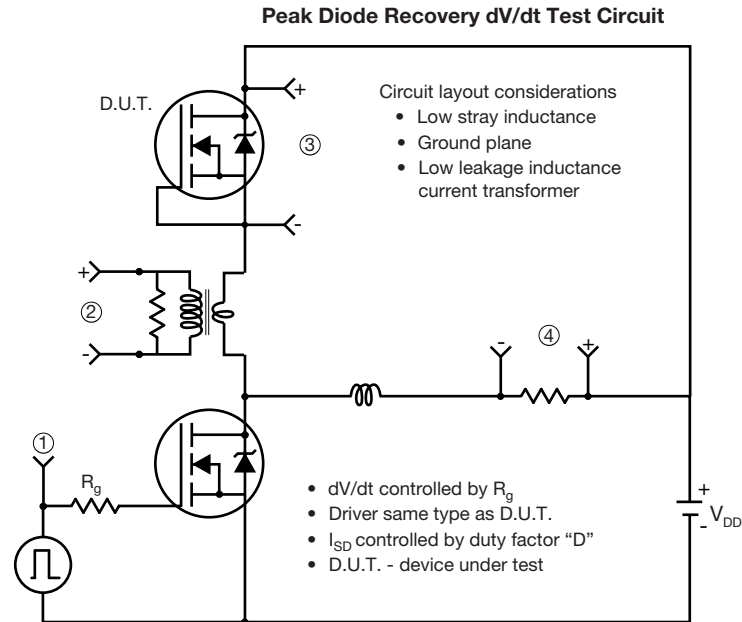 Peak Diode Recovery dV/dt Test Circuit
D.U.T.
+
-
③
Circuit layout considerations
• Low stray inductance
• Ground plane
• Low leakage inductance
current transformer
+
②
-
-
④
+
①
Rg
• dV/dt controlled by Rg
• Driver same type as D.U.T.
• ISD controlled by duty factor “D”
• D.U.T. - device under test
+
-
VDD